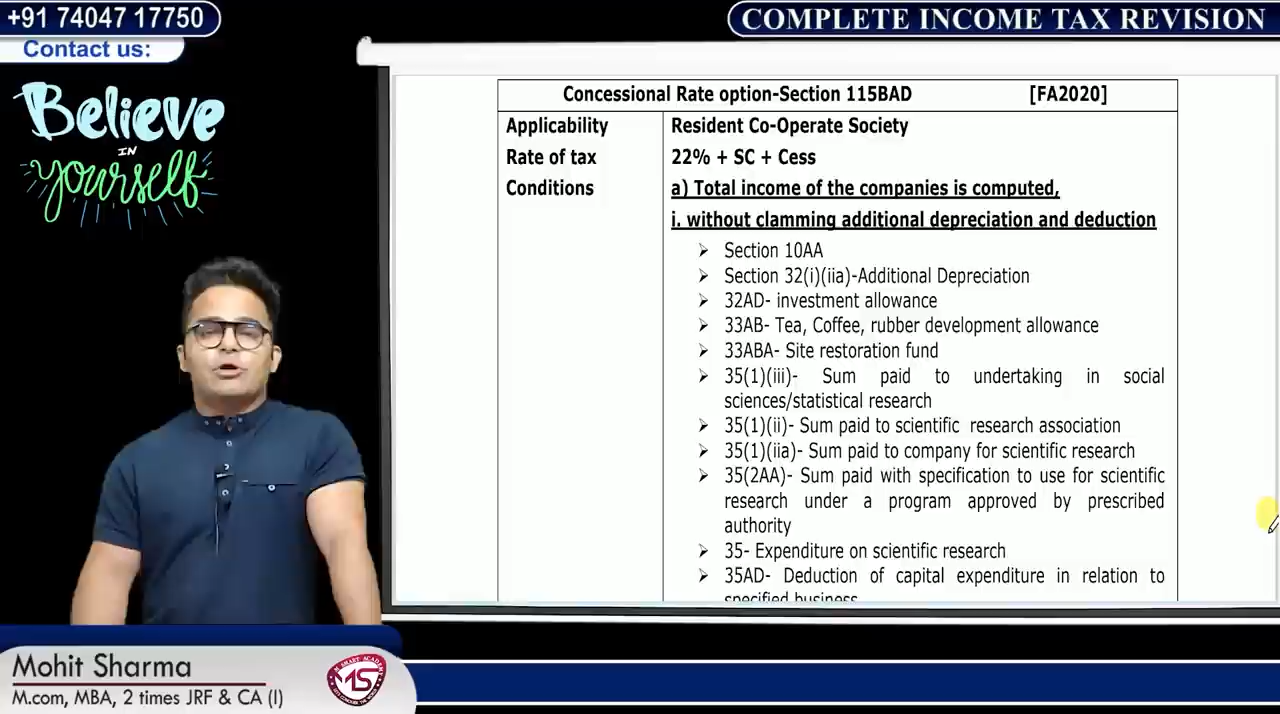 +91 74047 17750
Contact us:
COMPLETE INCOME TAX REVISION
Believe
IN
yourself
Concessional Rate option-Section 115BAD [FA2020]
Applicability Resident Co-Operate Society
Rate of tax 22% + SC + Cess
Conditions a) Total income of the companies is computed,
i. without clamming additional depreciation and deduction
➢ Section 10AA
➢ Section 32(i)(iia)-Additional Depreciation
➢ 32AD- investment allowance
➢ 33AB- Tea, Coffee, rubber development allowance
➢ 33ABA- Site restoration fund
➢ 35(1)(iii)- Sum paid to undertaking in social
sciences/statistical research
➢ 35(1)(ii)- Sum paid to scientific research association
➢ 35(1)(iia)- Sum paid to company for scientific research
➢ 35(2AA)- Sum paid with specification to use for scientific
research under a program approved by prescribed
authority
➢ 35- Expenditure on scientific research
➢ 35AD- Deduction of capital expenditure in relation to
specified business
Mohit Sharma
M.com, MBA, 2 times JRF & CA (I)
M SMART ACADEMY
MS